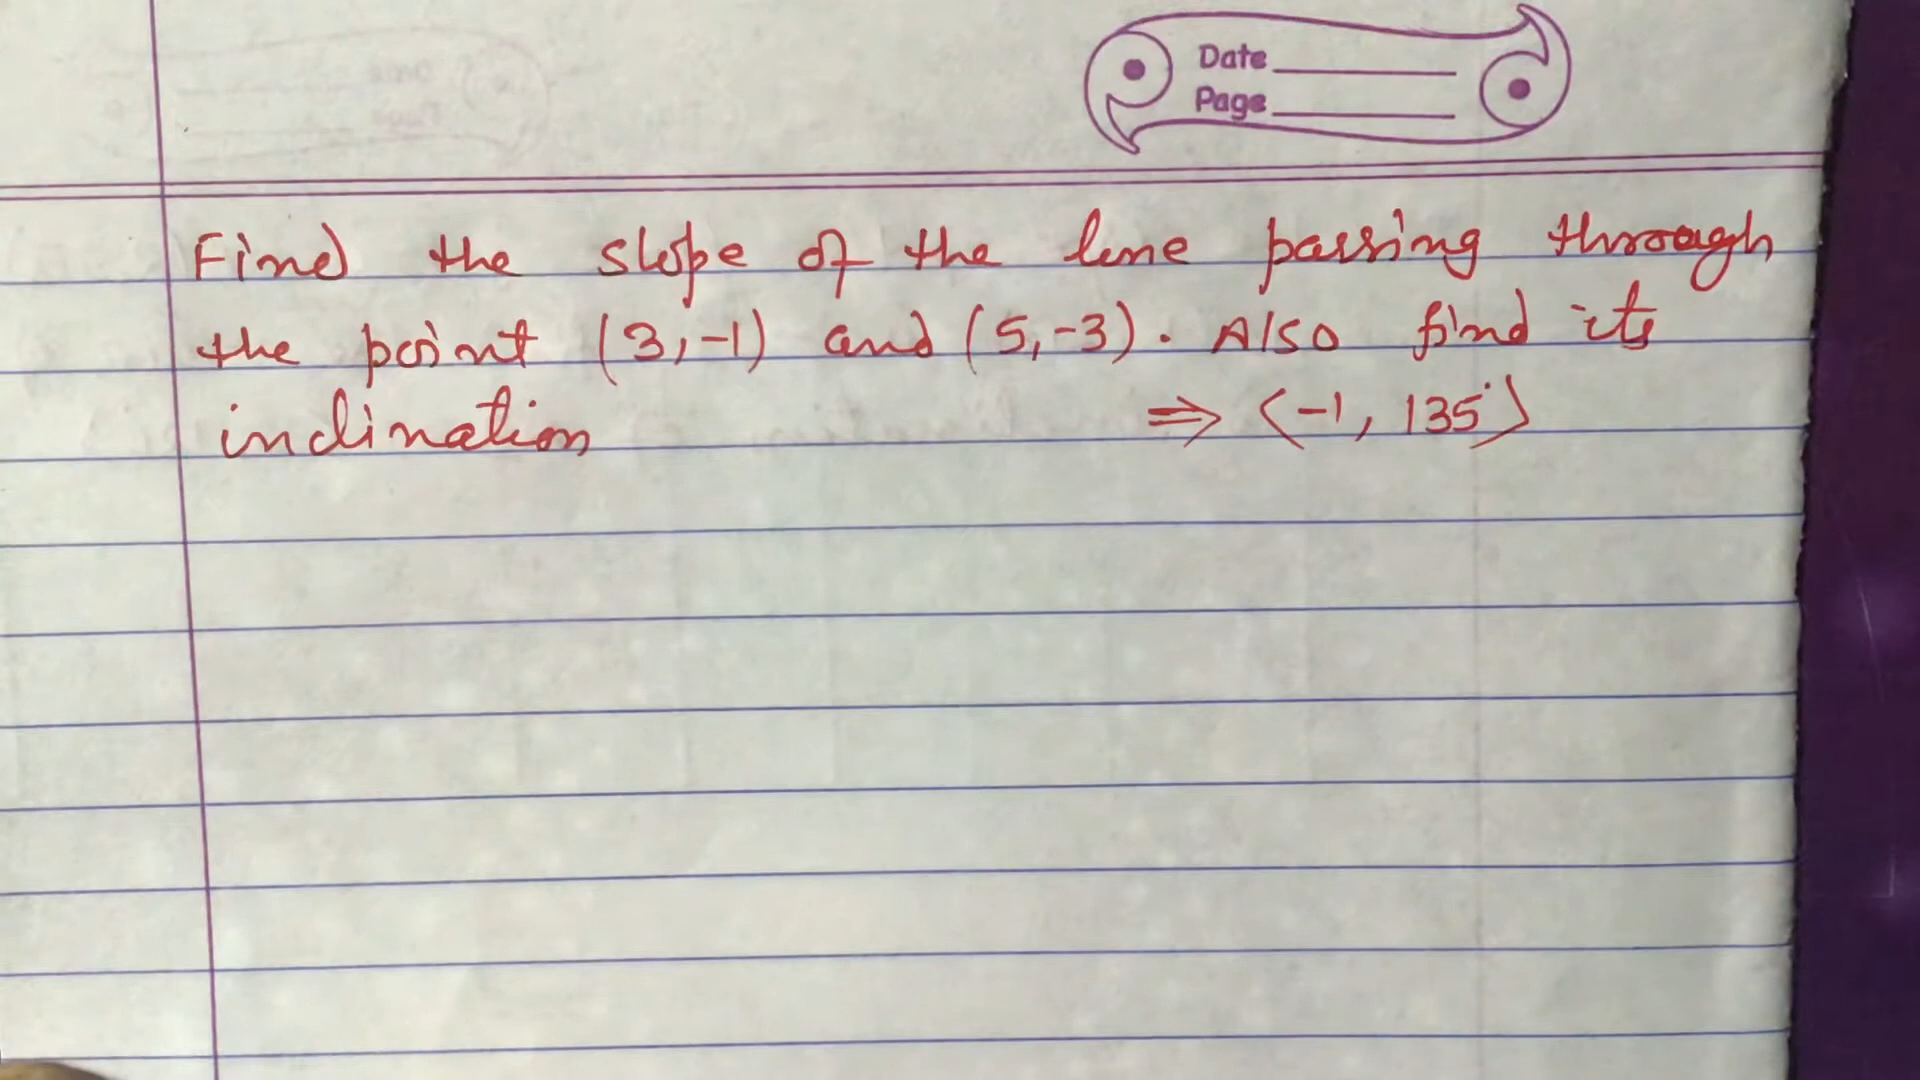 Date
Page
Find the slope of the line passing through
the point (3,-1) and (5,-3). Also find its
inclination ⇒ (-1, 135°)